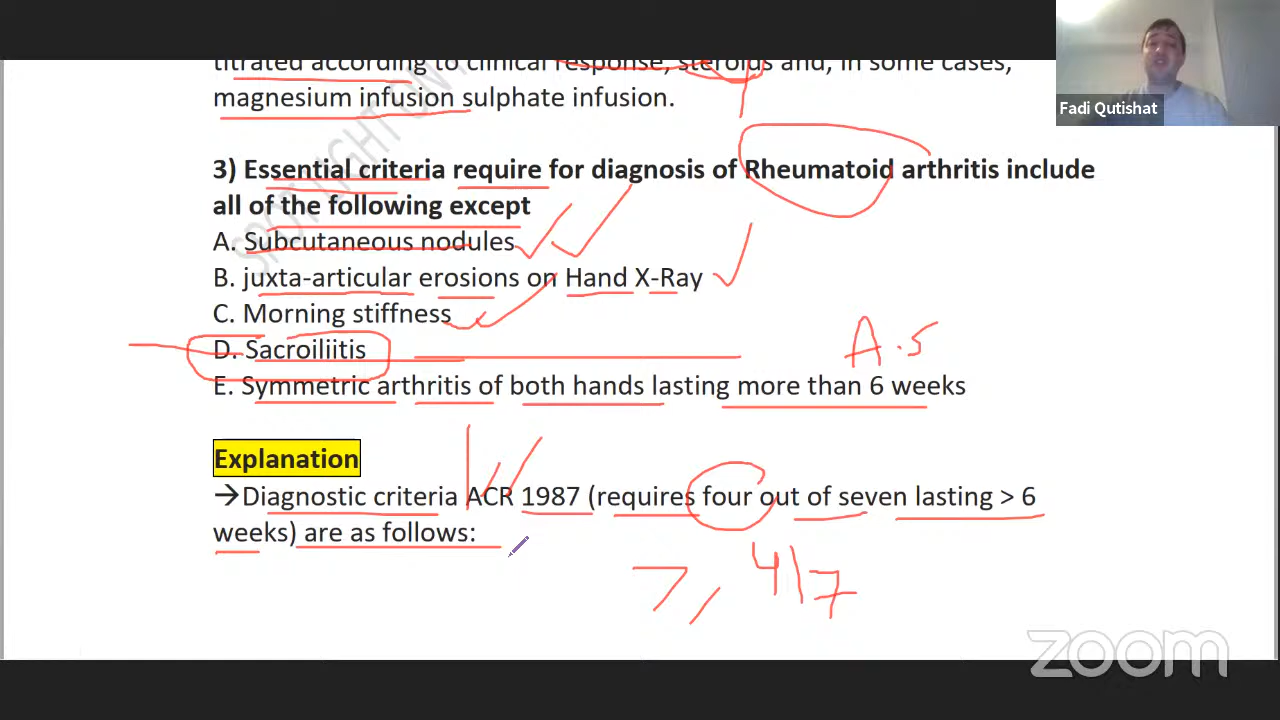 titrated according to clinical response, steroids and, in some cases,
magnesium infusion sulphate infusion.
Fadi Qutishat
3) Essential criteria require for diagnosis of Rheumatoid arthritis include
all of the following except
A. Subcutaneous nodules
B. juxta-articular erosions on Hand X-Ray
C. Morning stiffness
D. Sacroiliitis
A.S
E. Symmetric arthritis of both hands lasting more than 6 weeks
Explanation
→Diagnostic criteria ACR 1987 (requires four out of seven lasting > 6
weeks) are as follows:
7, 4/7
zoom